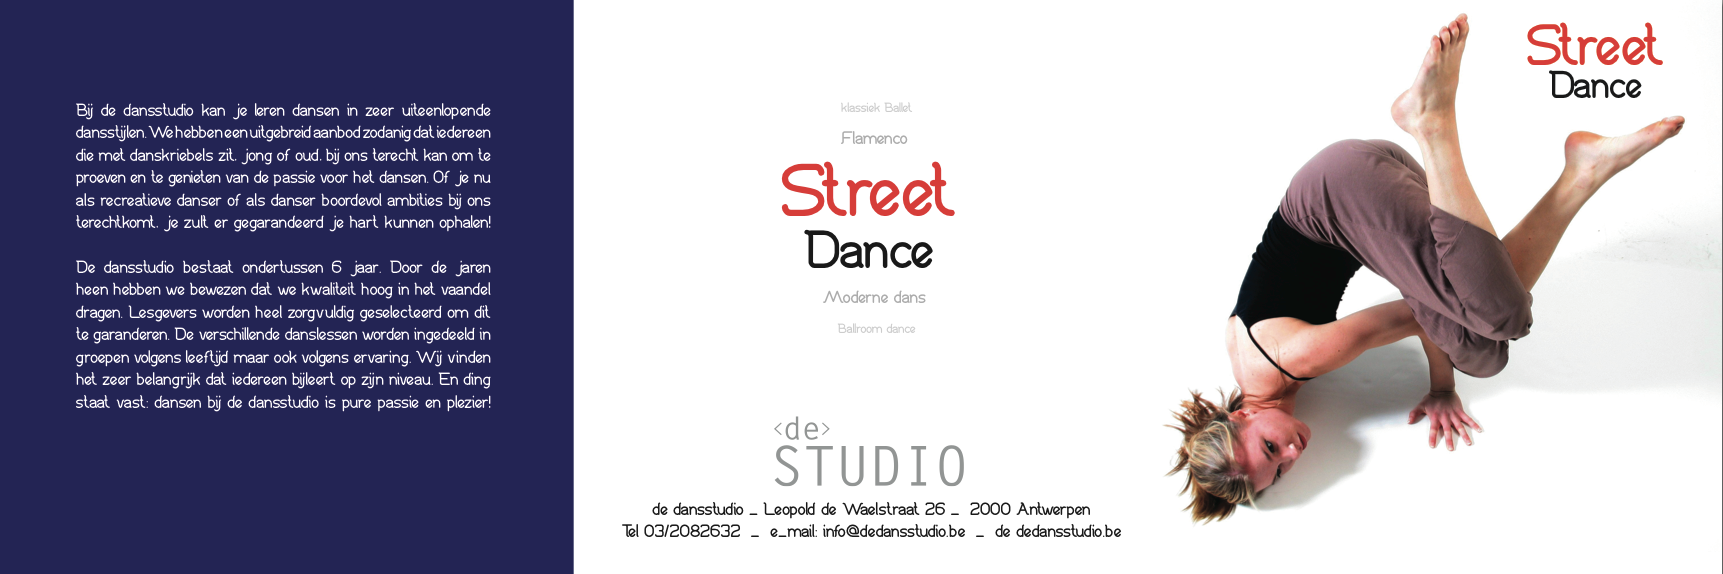 Bij de dansstudio kan je leren dansen in zeer uiteenlopende
dansstijlen. We hebben een uitgebreid aanbod zodanig dat iedereen
die met danskriebels zit, jong of oud, bij ons terecht kan om te
proeven en te genieten van de passie voor het dansen. Of je nu
als recreatieve danser of als danser boordevol ambities bij ons
terechtkomt, je zult er gegarandeerd je hart kunnen ophalen!
De dansstudio bestaat ondertussen 6 jaar. Door de jaren
heen hebben we bewezen dat we kwaliteit hoog in het vaandel
dragen. Lesgevers worden heel zorgvuldig geselecteerd om dit
te garanderen. De verschillende danslessen worden ingedeeld in
groepen volgens leeftijd maar ook volgens ervaring. Wij vinden
het zeer belangrijk dat iedereen bijleert op zijn niveau. En ding
staat vast: dansen bij de dansstudio is pure passie en plezier!
klassiek Ballet
Flamenco
Street
Dance
Moderne dans
Ballroom dance
<de>
STUDIO
de dansstudio _ Leopold de Waelstraat 26 _ 2000 Antwerpen
Tel 03/2082632 _ e_mail: info@dedansstudio.be _ de dedansstudio.be
Street
Dance